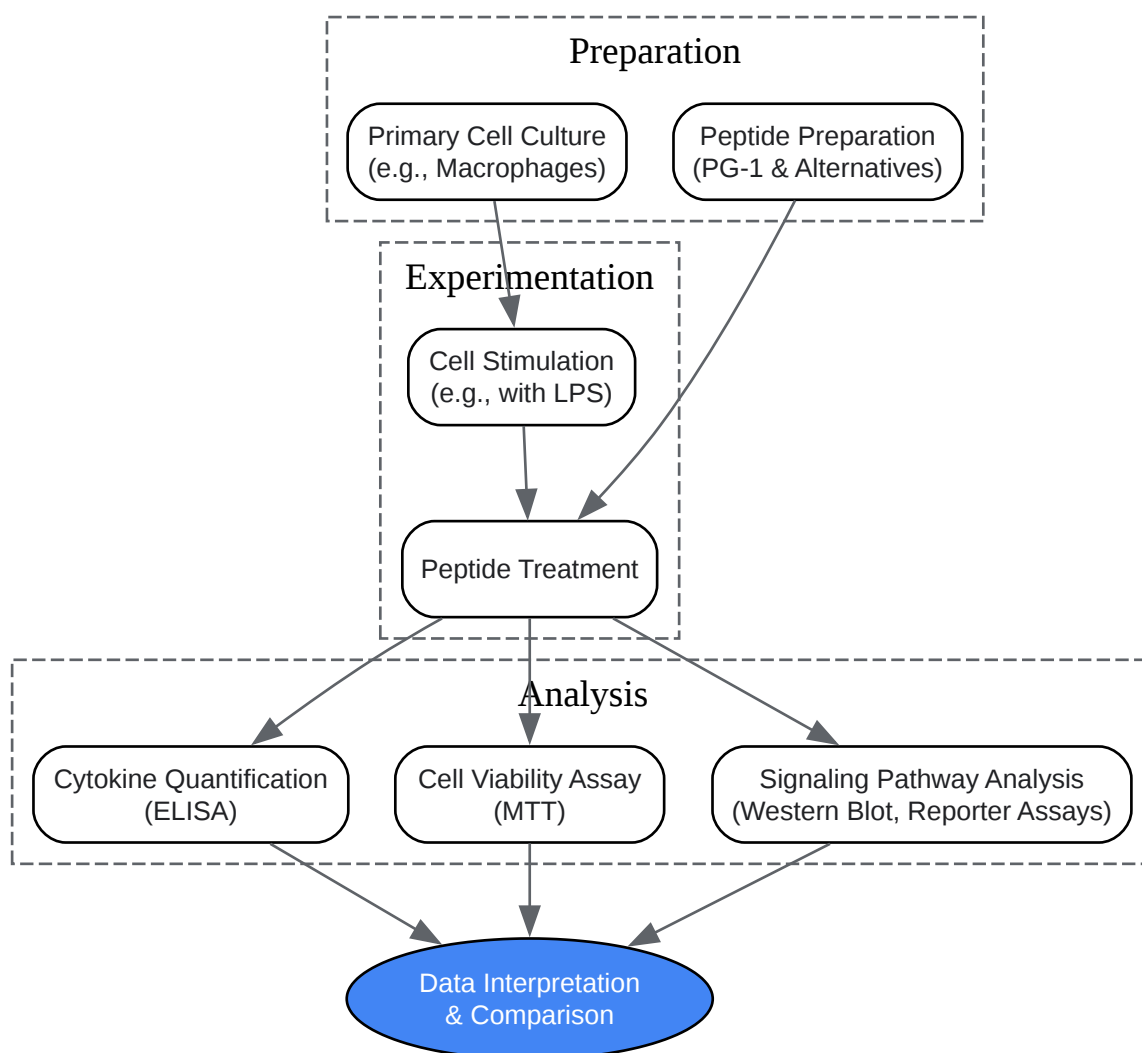 Preparation
Primary Cell Culture
(e.g., Macrophages)
Peptide Preparation
(PG-1 & Alternatives)
Experimentation
Cell Stimulation
(e.g., with LPS)
Peptide Treatment
Analysis
Cytokine Quantification
(ELISA)
Cell Viability Assay
(MTT)
Signaling Pathway Analysis
(Western Blot, Reporter Assays)
Data Interpretation
& Comparison